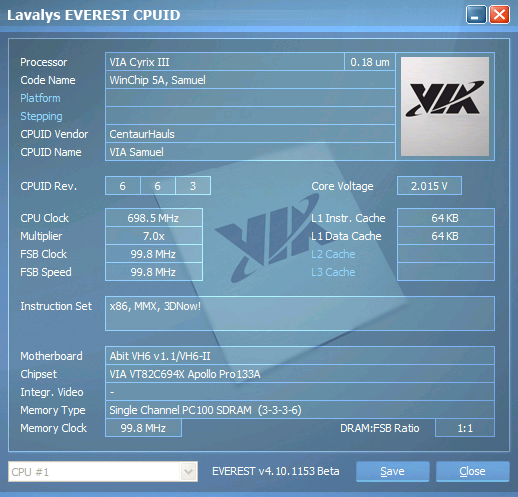 Lavalys EVEREST CPUID
Processor VIA Cyrix III 0.18 um
Code Name WinChip 5A, Samuel
Platform
Stepping
CPUID Vendor CentaurHauls
CPUID Name VIA Samuel
VIA
CPUID Rev. 6 6 3 Core Voltage 2.015 V
CPU Clock 698.5 MHz L1 Instr. Cache 64 KB
Multiplier 7.0x L1 Data Cache 64 KB
FSB Clock 99.8 MHz L2 Cache
FSB Speed 99.8 MHz L3 Cache
VIA
Instruction Set x86, MMX, 3DNow!
Motherboard Abit VH6 v1.1/VH6-II
Chipset VIA VT82C694X Apollo Pro133A
Integr. Video -
Memory Type Single Channel PC100 SDRAM (3-3-3-6)
Memory Clock 99.8 MHz DRAM:FSB Ratio 1:1
CPU #1 EVEREST v4.10.1153 Beta Save Close